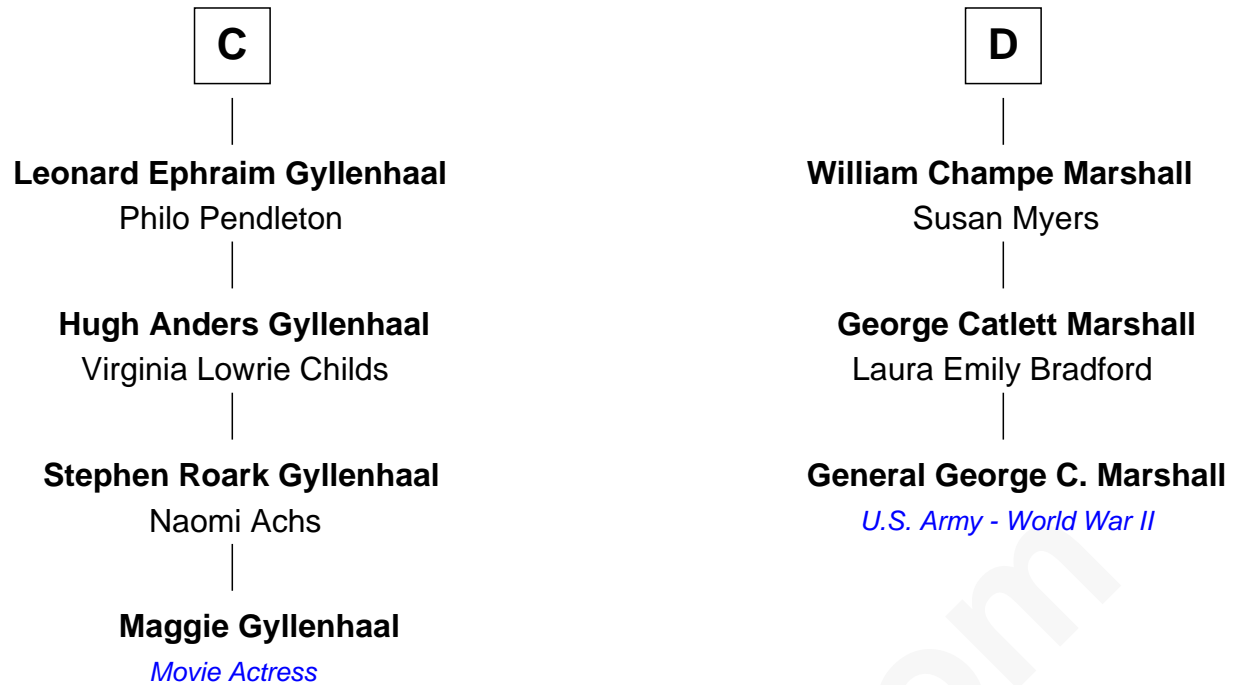 C
Leonard Ephraim Gyllenhaal
Philo Pendleton
Hugh Anders Gyllenhaal
Virginia Lowrie Childs
Stephen Roark Gyllenhaal
Naomi Achs
Maggie Gyllenhaal
Movie Actress
D
William Champe Marshall
Susan Myers
George Catlett Marshall
Laura Emily Bradford
General George C. Marshall
U.S. Army - World War II
om